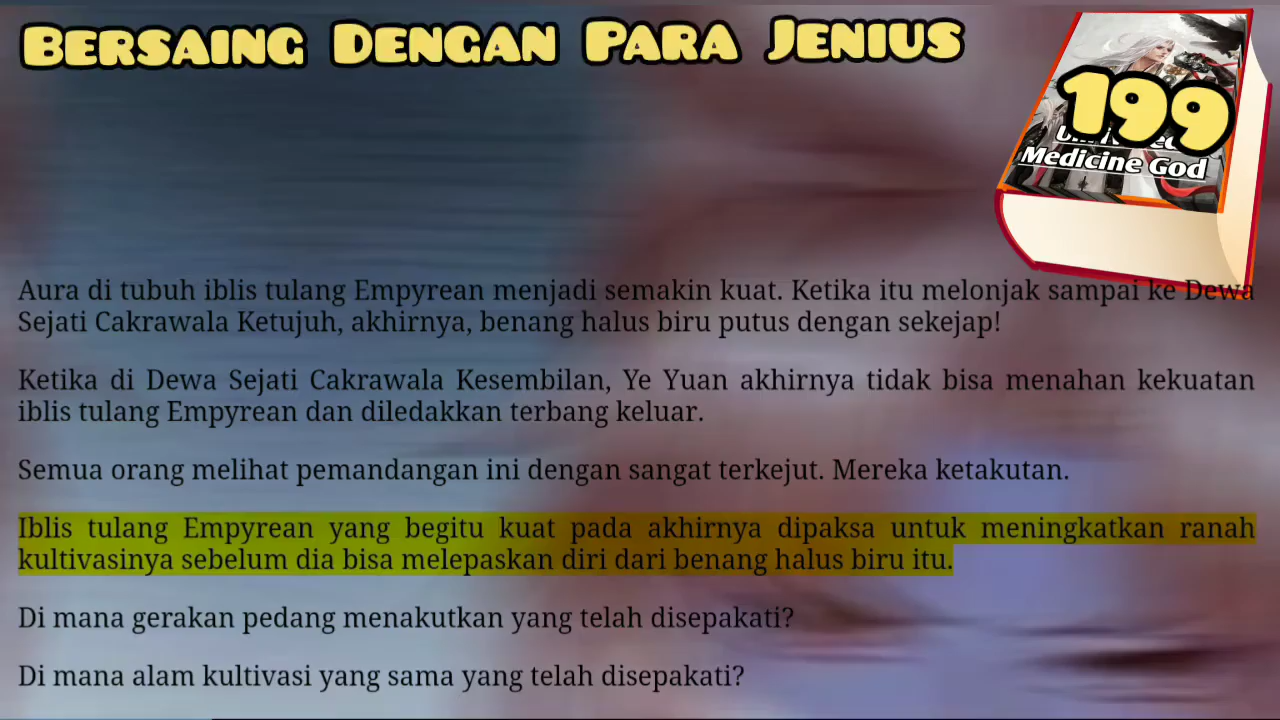 BERSAING DENGAN PARA JENIUS
199
Medicine God
Aura di tubuh iblis tulang Empyrean menjadi semakin kuat. Ketika itu melonjak sampai ke Dewa
Sejati Cakrawala Ketujuh, akhirnya, benang halus biru putus dengan sekejap!
Ketika di Dewa Sejati Cakrawala Kesembilan, Ye Yuan akhirnya tidak bisa menahan kekuatan
iblis tulang Empyrean dan diledakkan terbang keluar.
Semua orang melihat pemandangan ini dengan sangat terkejut. Mereka ketakutan.
Iblis tulang Empyrean yang begitu kuat pada akhirnya dipaksa untuk meningkatkan ranah
kultivasinya sebelum dia bisa melepaskan diri dari benang halus biru itu.
Di mana gerakan pedang menakutkan yang telah disepakati?
Di mana alam kultivasi yang sama yang telah disepakati?